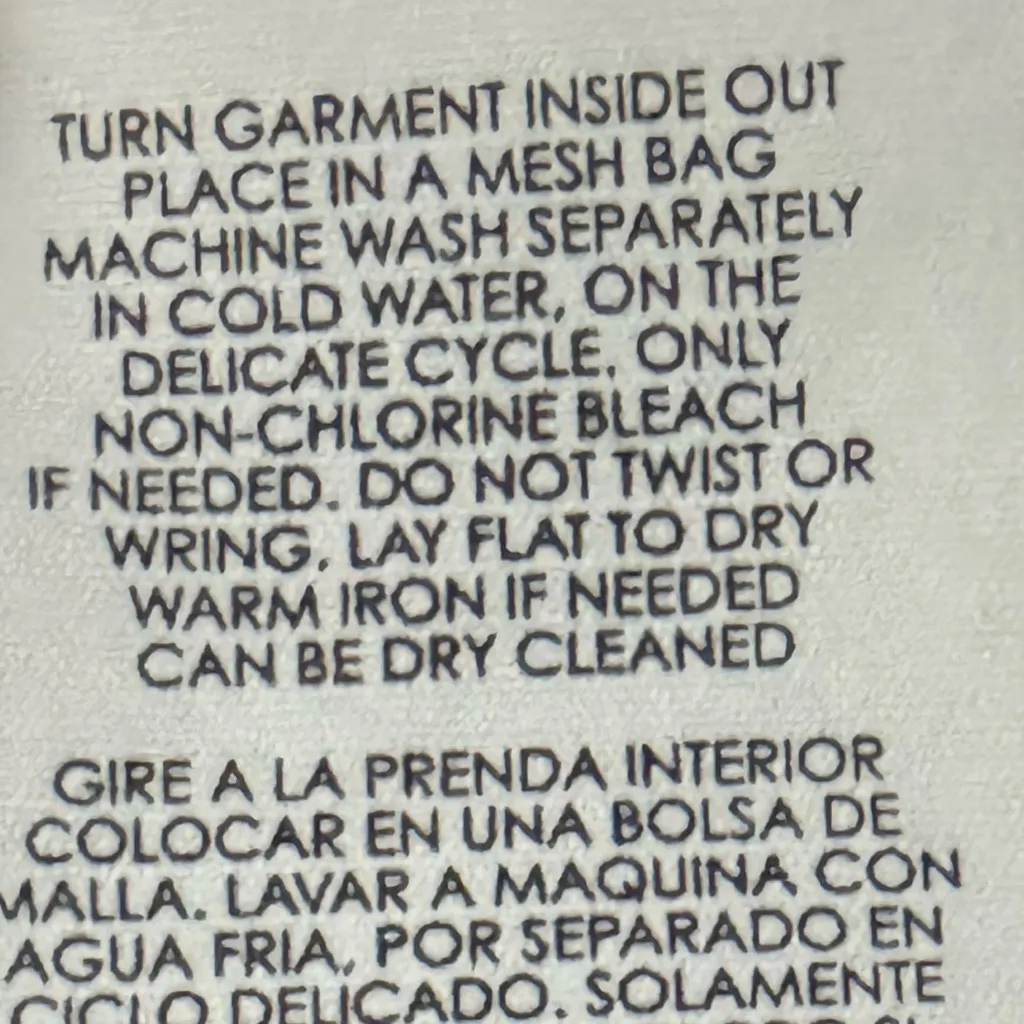 TURN GARMENT INSIDE OUT
PLACE IN A MESH BAG
MACHINE WASH SEPARATELY
IN COLD WATER, ON THE
DELICATE CYCLE. ONLY
NON-CHLORINE BLEACH
IF NEEDED. DO NOT TWIST OR
WRING. LAY FLAT TO DRY
WARM IRON IF NEEDED
CAN BE DRY CLEANED
GIRE A LA PRENDA INTERIOR
COLOCAR EN UNA BOLSA DE
MALLA. LAVAR A MAQUINA CON
AGUA FRIA, POR SEPARADO EN
CICLO DELICADO. SOLAMENTE